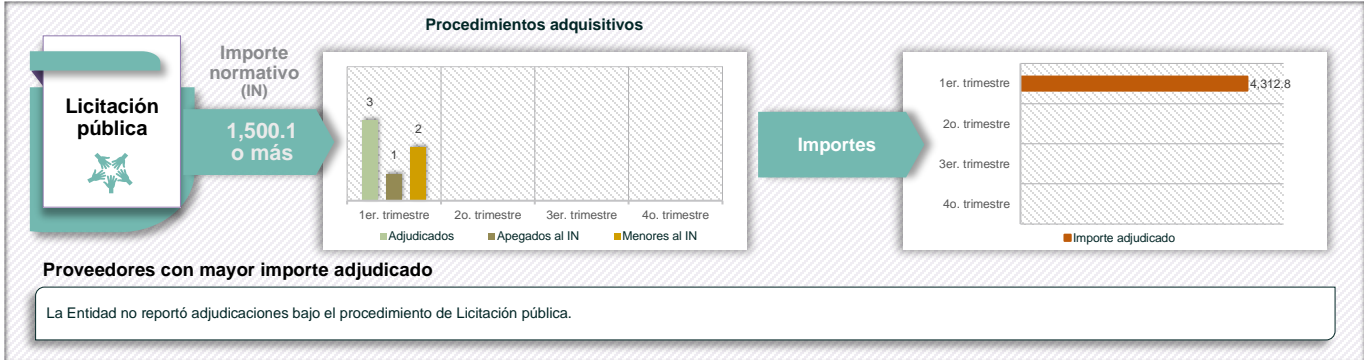 Procedimientos adquisitivos
Licitación
pública
Importe
normativo
(IN)
1,500.1
o más
3
1
2
1er. trimestre
2o. trimestre
3er. trimestre
4o. trimestre
Adjudicados
Apegados al IN
Menores al IN
Importes
1er. trimestre
4,312.8
2o. trimestre
3er. trimestre
4o. trimestre
Importe adjudicado
Proveedores con mayor importe adjudicado
La Entidad no reportó adjudicaciones bajo el procedimiento de Licitación pública.